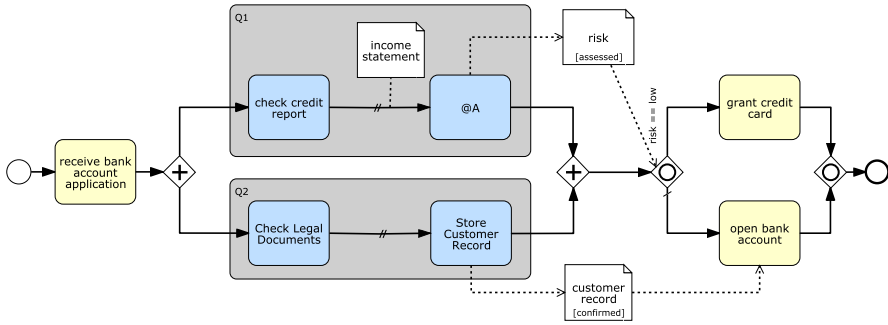 Q1
income
statement
risk
[assessed]
check credit
report
//
@A
risk == low
grant credit
card
receive bank
account
application
Q2
Check Legal
Documents
//
Store
Customer
Record
open bank
account
customer
record
[confirmed]